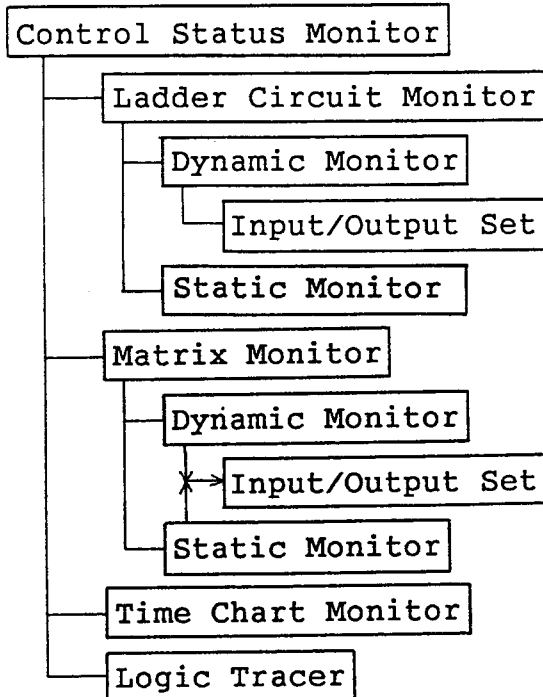 Control Status Monitor
Ladder Circuit Monitor
Dynamic Monitor
Input/Output Set
Static Monitor
Matrix Monitor
Dynamic Monitor
Input/Output Set
Static Monitor
Time Chart Monitor
Logic Tracer